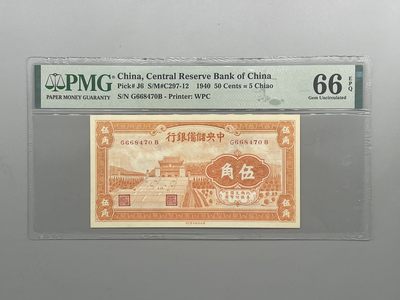 PMG
PAPER MONEY GUARANTY
China, Central Reserve Bank of China
Pick# J6 S/M#C297-12 1940 50 Cents = 5 Chiao
S/N G668470B - Printer: WPC
66 EPQ
Gem Uncirculated
伍角
伍角
行銀備儲央中
G668470B
G668470B
角伍
伍角
伍角